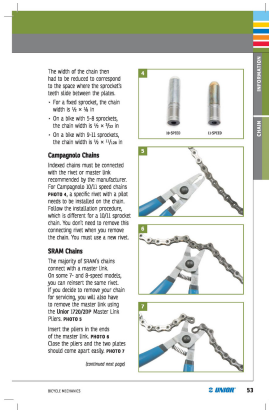 The width of the chain then
had to be reduced to correspond
to the space where the sprocket's
teeth slide between the plates.
• For a fixed sprocket, the chain
width is ½ × ⅛ in
• On a bike with 5–8 sprockets,
the chain width is ½ × 3/32 in
• On a bike with 9–11 sprockets,
the chain width is ½ × 11/128 in
Campagnolo Chains
Indexed chains must be connected
with the rivet or master link
recommended by the manufacturer.
For Campagnolo 10/11 speed chains
PHOTO 4, a specific rivet with a pilot
needs to be installed on the chain.
Follow the installation procedure,
which is different for a 10/11 sprocket
chain. You don't need to remove this
connecting rivet when you remove
the chain. You must use a new rivet.
SRAM Chains
The majority of SRAM's chains
connect with a master link.
On some 7- and 8-speed models,
you can reinsert the same rivet.
If you decide to remove your chain
for servicing, you will also have
to remove the master link using
the Unior 1720/2DP Master Link
Pliers. PHOTO 5
Insert the pliers in the ends
of the master link. PHOTO 6
Close the pliers and the two plates
should come apart easily. PHOTO 7
(continued next page)
4
10-SPEED
11-SPEED
5
6
7
INFORMATION
CHAIN
BICYCLE MECHANICS
UNIOR
53